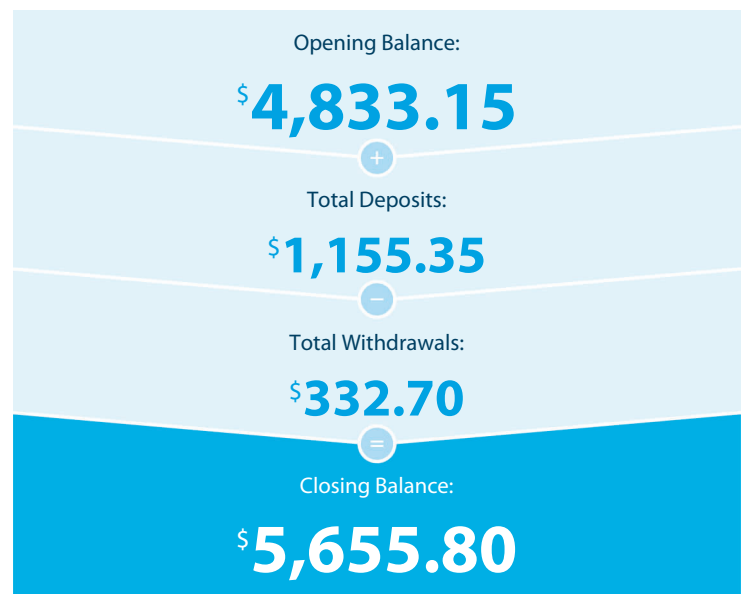 Opening Balance:
$4,833.15
+
Total Deposits:
$1,155.35
−
Total Withdrawals:
$332.70
=
Closing Balance:
$5,655.80